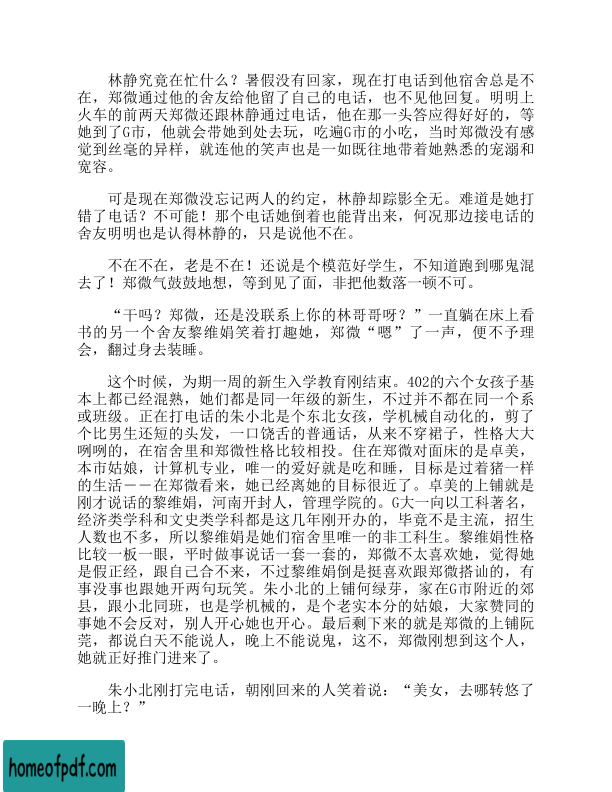 林静究竟在忙什么？暑假没有回家，现在打电话到他宿舍总是不
在，郑微通过他的舍友给他留了自己的电话，也不见他回复。明明上
火车的前两天郑微还跟林静通过电话，他在那一头答应得好好的，等
她到了G市，他就会带她到处去玩，吃遍G市的小吃，当时郑微没有感
觉到丝毫的异样，就连他的笑声也是一如既往地带着她熟悉的宠溺和
宽容。
可是现在郑微没忘记两人的约定，林静却踪影全无。难道是她打
错了电话？不可能！那个电话她倒着也能背出来，何况那边接电话的
舍友明明也是认得林静的，只是说他不在。
不在不在，老是不在！还说是个模范好学生，不知道跑到哪鬼混
去了！郑微气鼓鼓地想，等到见了面，非把他数落一顿不可。
“干吗？郑微，还是没联系上你的林哥哥呀？”一直躺在床上看
书的另一个舍友黎维娟笑着打趣她，郑微“嗯”了一声，便不予理
会，翻过身去装睡。
这个时候，为期一周的新生入学教育刚结束。402的六个女孩子基
本上都已经混熟，她们都是同一年级的新生，不过并不都在同一个系
或班级。正在打电话的朱小北是个东北女孩，学机械自动化的，剪了
个比男生还短的头发，一口饶舌的普通话，从来不穿裙子，性格大大
咧咧的，在宿舍里和郑微性格比较相投。住在郑微对面床的是卓美，
本市姑娘，计算机专业，唯一的爱好就是吃和睡，目标是过着猪一样
的生活－－在郑微看来，她已经离她的目标很近了。卓美的上铺就是
刚才说话的黎维娟，河南开封人，管理学院的。G大一向以工科著名，
经济类学科和文史类学科都是这几年刚开办的，毕竟不是主流，招生
人数也不多，所以黎维娟是她们宿舍里唯一的非工科生。黎维娟性格
比较一板一眼，平时做事说话一套一套的，郑微不太喜欢她，觉得她
是假正经，跟自己合不来，不过黎维娟倒是挺喜欢跟郑微搭讪的，有
事没事也跟她开两句玩笑。朱小北的上铺何绿芽，家在G市附近的郊
县，跟小北同班，也是学机械的，是个老实本分的姑娘，大家赞同的
事她不会反对，别人开心她也开心。最后剩下来的就是郑微的上铺阮
莞，都说白天不能说人，晚上不能说鬼，这不，郑微刚想到这个人，
她就正好推门进来了。
朱小北刚打完电话，朝刚回来的人笑着说：“美女，去哪转悠了
一晚上？”
homeofpdf.com